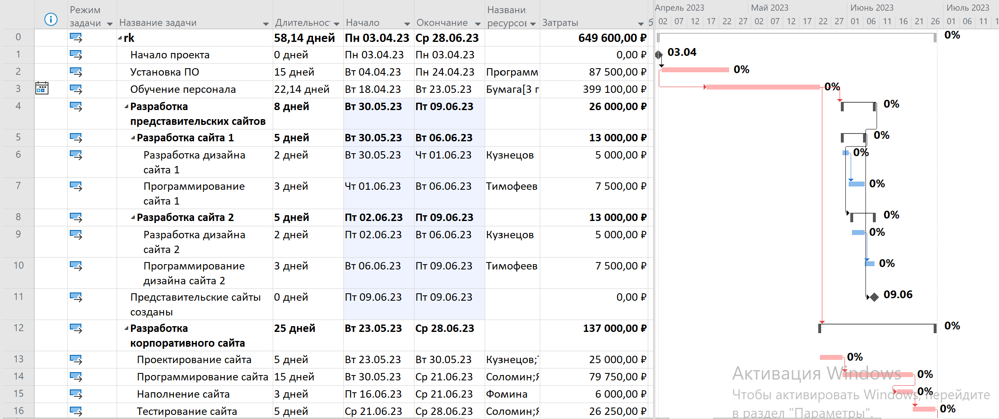 Режим задачи Название задачи Длительност Начало Окончание Названи ресурсов Затраты
Апрель 2023 Май 2023 Июнь 2023 Июль 2023
02 07 12 17 22 27 02 07 12 17 22 27 01 06 11 16 21 26 01 06 11
0 rk 58,14 дней Пн 03.04.23 Ср 28.06.23 649 600,00 ₽ 0%
1 Начало проекта 0 дней Пн 03.04.23 Пн 03.04.23 0,00 ₽ 03.04
2 Установка ПО 15 дней Вт 04.04.23 Пн 24.04.23 Программ 87 500,00 ₽ 0%
3 Обучение персонала 22,14 дней Вт 18.04.23 Вт 23.05.23 Бумага[3 г 399 100,00 ₽ 0%
4 Разработка представительских сайтов 8 дней Вт 30.05.23 Пт 09.06.23 26 000,00 ₽ 0%
5 Разработка сайта 1 5 дней Вт 30.05.23 Вт 06.06.23 13 000,00 ₽ 0%
6 Разработка дизайна сайта 1 2 дней Вт 30.05.23 Чт 01.06.23 Кузнецов 5 000,00 ₽ 0%
7 Программирование сайта 1 3 дней Чт 01.06.23 Вт 06.06.23 Тимофеев 7 500,00 ₽ 0%
8 Разработка сайта 2 5 дней Пт 02.06.23 Пт 09.06.23 13 000,00 ₽ 0%
9 Разработка дизайна сайта 2 2 дней Пт 02.06.23 Вт 06.06.23 Кузнецов 5 000,00 ₽ 0%
10 Программирование дизайна сайта 2 3 дней Вт 06.06.23 Пт 09.06.23 Тимофеев 7 500,00 ₽ 0%
11 Представительские сайты созданы 0 дней Пт 09.06.23 Пт 09.06.23 0,00 ₽ 09.06
12 Разработка корпоративного сайта 25 дней Вт 23.05.23 Ср 28.06.23 137 000,00 ₽ 0%
13 Проектирование сайта 5 дней Вт 23.05.23 Вт 30.05.23 Кузнецов; 25 000,00 ₽ 0%
14 Программирование сайта 15 дней Вт 30.05.23 Ср 21.06.23 Соломин;Я 79 750,00 ₽ 0%
15 Наполнение сайта 3 дней Пт 16.06.23 Ср 21.06.23 Фомина 6 000,00 ₽ 0%
16 Тестирование сайта 5 дней Ср 21.06.23 Ср 28.06.23 Соломин;Я 26 250,00 ₽ 0%
Активация Windows
Чтобы активировать Windows, перейдите
в раздел "Параметры".